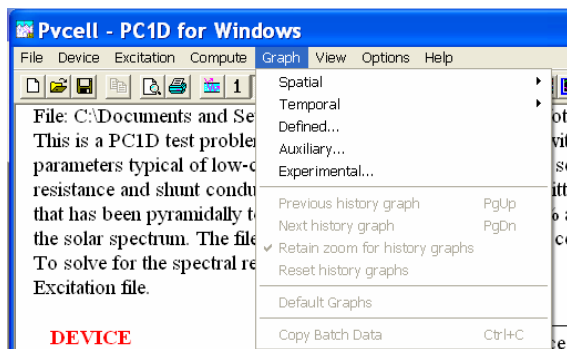 Pvcell - PC1D for Windows
File Device Excitation Compute Graph View Options Help
1
File: C:\Documents and Se
This is a PC1D test proble
parameters typical of low-c
resistance and shunt condu
that has been pyramidally t
the solar spectrum. The file
To solve for the spectral re
Excitation file.
DEVICE
Spatial
Temporal
Defined...
Auxiliary...
Experimental...
Previous history graph PgUp
Next history graph PgDn
✓ Retain zoom for history graphs
Reset history graphs
Default Graphs
Copy Batch Data Ctrl+C